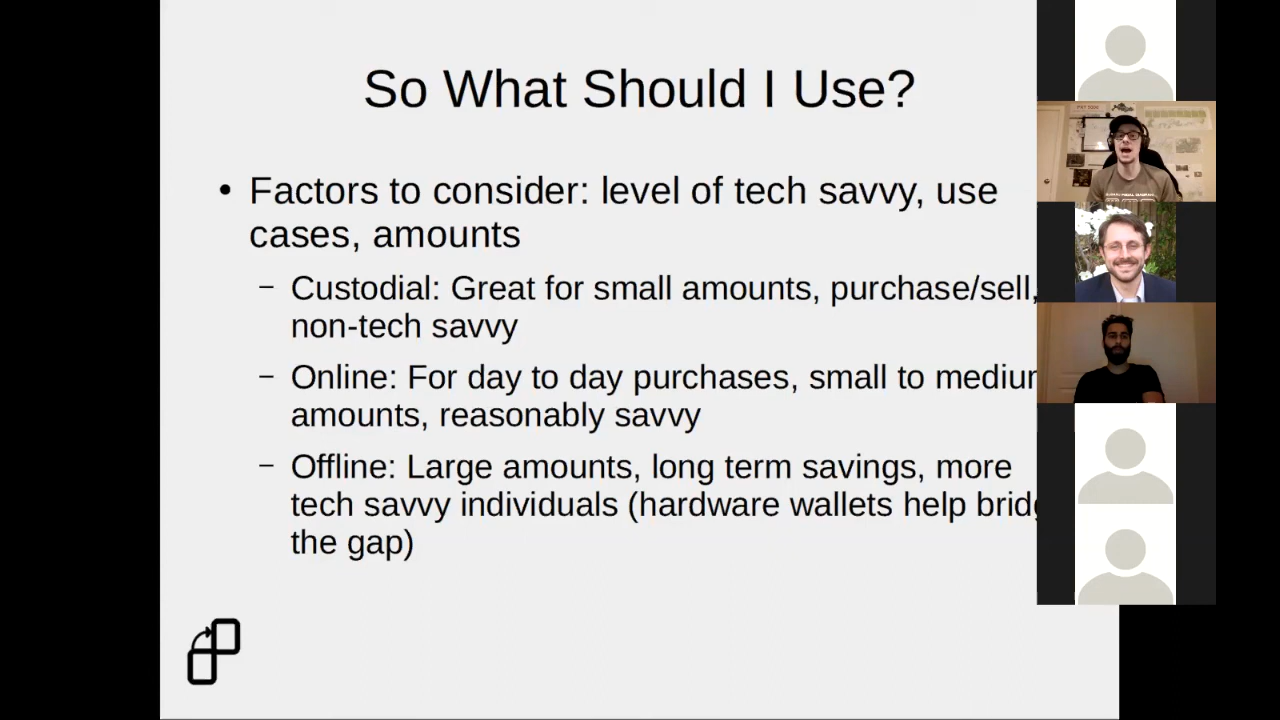 So What Should I Use?
• Factors to consider: level of tech savvy, use
cases, amounts
– Custodial: Great for small amounts, purchase/sell,
non-tech savvy
– Online: For day to day purchases, small to
amounts, reasonably savvy
– Offline: Large amounts, long term savings, more
tech savvy individuals (hardware wallets help
the gap)